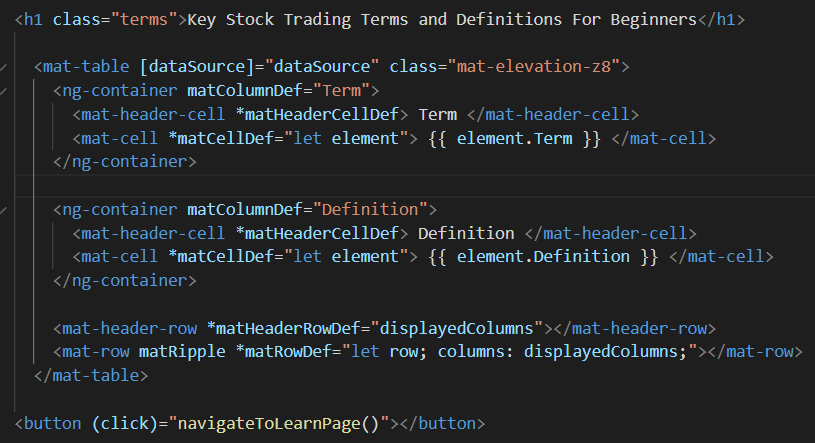 <h1 class="terms">Key Stock Trading Terms and Definitions For Beginners</h1>
<mat-table [dataSource]="dataSource" class="mat-elevation-z8">
<ng-container matColumnDef="Term">
<mat-header-cell *matHeaderCellDef> Term </mat-header-cell>
<mat-cell *matCellDef="let element"> {{ element.Term }} </mat-cell>
</ng-container>
<ng-container matColumnDef="Definition">
<mat-header-cell *matHeaderCellDef> Definition </mat-header-cell>
<mat-cell *matCellDef="let element"> {{ element.Definition }} </mat-cell>
</ng-container>
<mat-header-row *matHeaderRowDef="displayedColumns"></mat-header-row>
<mat-row matRipple *matRowDef="let row; columns: displayedColumns;"></mat-row>
</mat-table>
<button (click)="navigateToLearnPage()"></button>